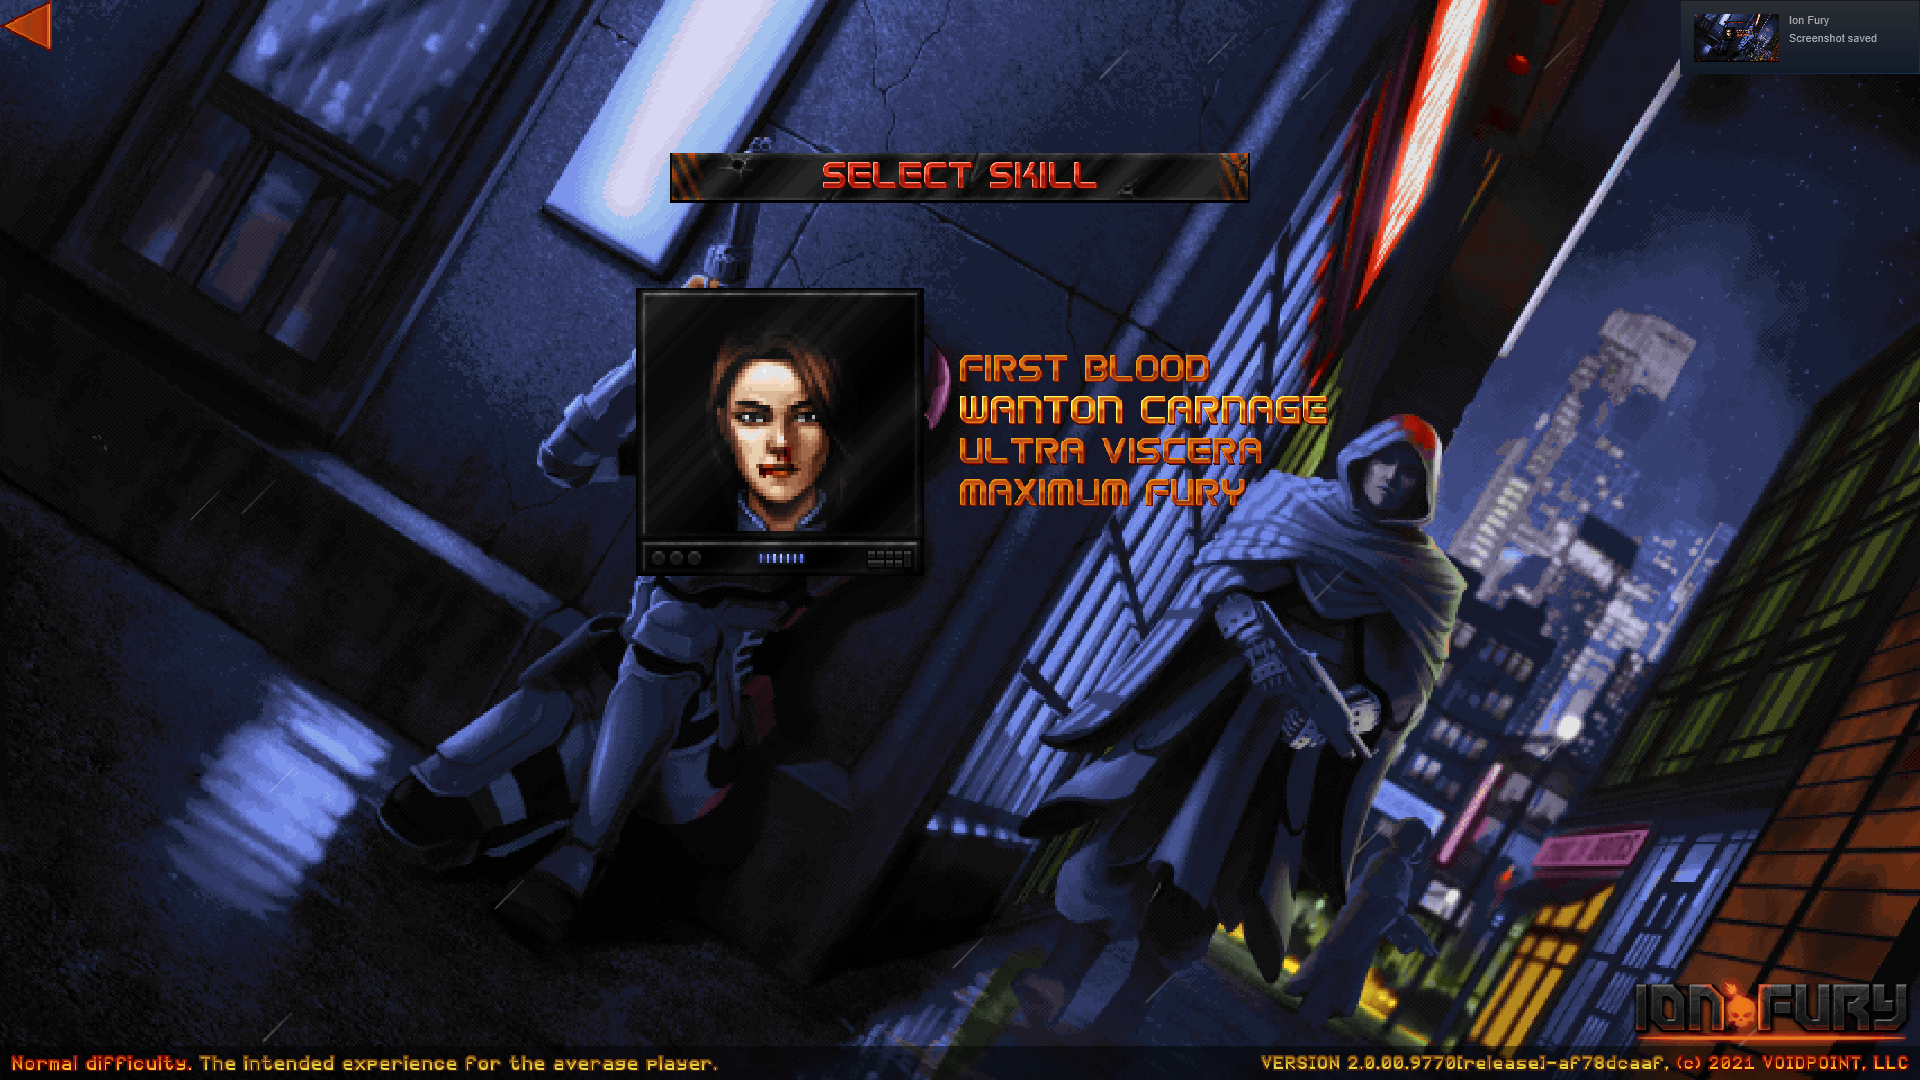 Ion Fury
Screenshot saved
SELECT SKILL
FIRST BLOOD
WANTON CARNAGE
ULTRA VISCERA
MAXIMUM FURY
ION FURY
Normal difficulty. The intended experience for the average player.
VERSION 2.0.00.9770[release]-af78dcaaf, (c) 2021 VOIDPOINT, LLC